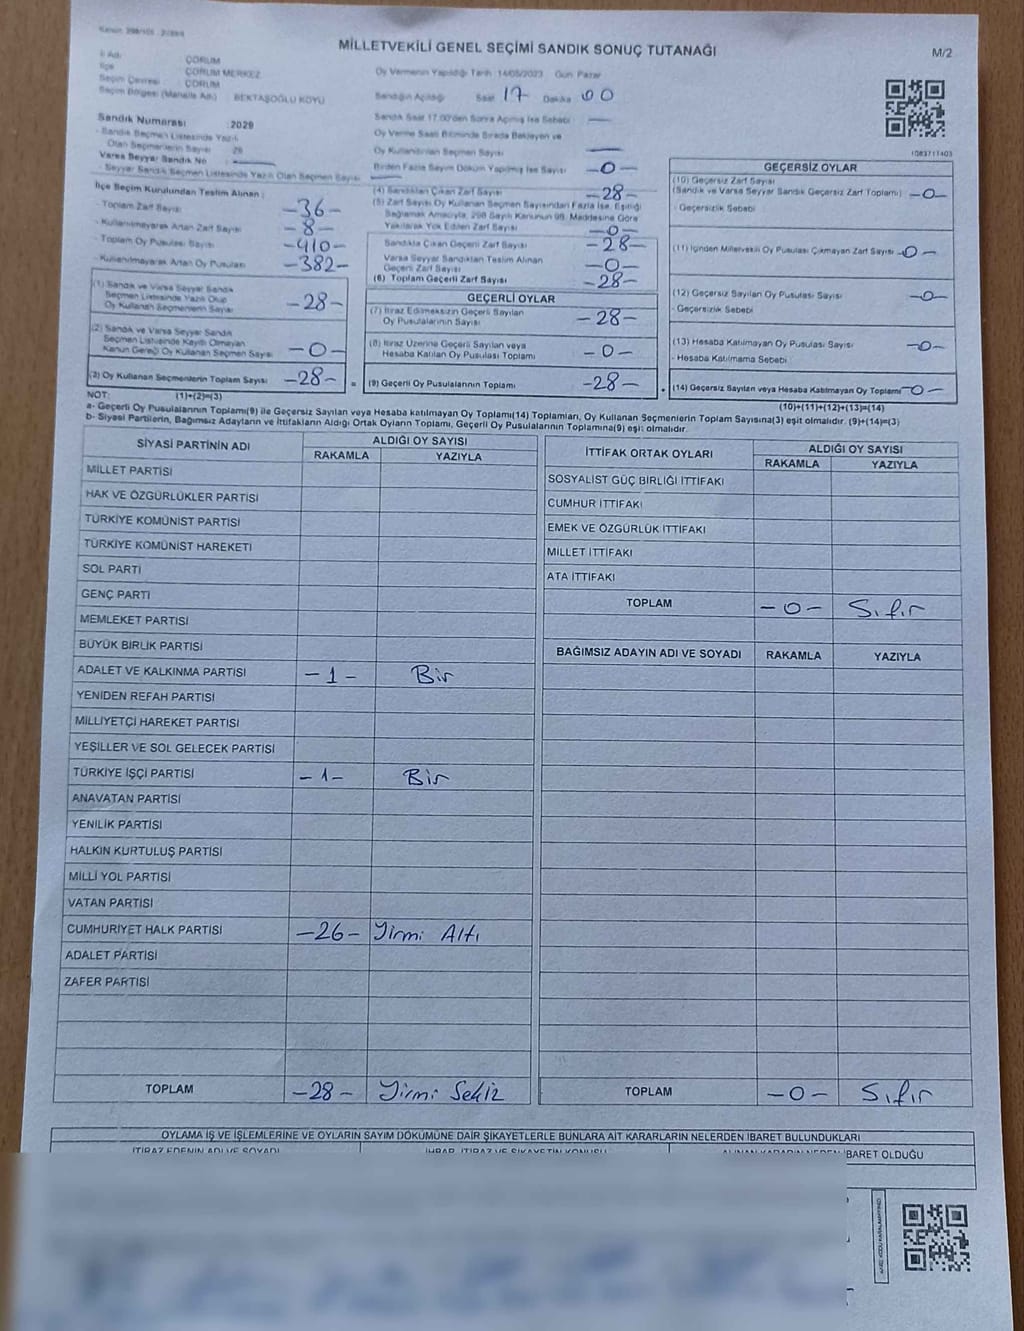 MİLLETVEKİLİ GENEL SEÇİMİ SANDIK SONUÇ TUTANAĞI
M/2
İlçe ÇORUM MERKEZ
Seçim Çevresi ÇORUM
Seçim Bölgesi (Mahalle Adı) BEKTAŞOĞLU KÖYÜ
Oy Vermenin Yapıldığı Tarih 14/05/2023 Gün Pazar
Sandığın Açıldığı Saat 17 Dakika 00
Sandık Numarası : 2029
- Sandık Seçmen Listesinde Yazılı
Olan Seçmenlerin Sayısı 28
Varsa Seyyar Sandık No
- Seyyar Sandık Seçmen Listesinde Yazılı Olan Seçmen Sayısı
Sandık Saat 17.00'den Sonra Açılmış İse Sebebi
Oy Verme Saati Bitiminde Sırada Bekleyen ve
Oy Kullandırılan Seçmen Sayısı
Birden Fazla Sayım Döküm Yapılmış İse Sayısı -0-
İlçe Seçim Kurulundan Teslim Alınan :
- Toplam Zarf Sayısı -36-
- Kullanılmayarak Artan Zarf Sayısı -8-
- Toplam Oy Pusulası Sayısı -410-
- Kullanılmayarak Artan Oy Pusulası -382-
(1) Sandık ve Varsa Seyyar Sandık
Seçmen Listesinde Yazılı Olup
Oy Kullanan Seçmenlerin Sayısı -28-
(2) Sandık ve Varsa Seyyar Sandık
Seçmen Listesinde Kayıtlı Olmayan
Kanun Gereği Oy Kullanan Seçmen Sayısı -0-
(3) Oy Kullanan Seçmenlerin Toplam Sayısı -28- =
(4) Sandıktan Çıkan Zarf Sayısı -28-
(5) Zarf Sayısı Oy Kullanan Seçmen Sayısından Fazla İse, Eşitliği
Bağlamak Amacıyla, 298 Sayılı Kanunun 98. Maddesine Göre
Yakılarak Yok Edilen Zarf Sayısı -0-
Sandıkta Çıkan Geçerli Zarf Sayısı -28-
Varsa Seyyar Sandıktan Teslim Alınan
Geçerli Zarf Sayısı -0-
(6) Toplam Geçerli Zarf Sayısı -28-
GEÇERLİ OYLAR
(7) İtiraz Edilmeksizin Geçerli Sayılan
Oy Pusulalarının Sayısı -28-
(8) İtiraz Üzerine Geçerli Sayılan veya
Hesaba Katılan Oy Pusulası Toplamı -0-
(9) Geçerli Oy Pusulalarının Toplamı -28- +
1083711403
GEÇERSİZ OYLAR
(10) Geçersiz Zarf Sayısı
(Sandık ve Varsa Seyyar Sandık Geçersiz Zarf Toplamı) -0-
- Geçersizlik Sebebi
(11) İçinden Milletvekili Oy Pusulası Çıkmayan Zarf Sayısı -0-
(12) Geçersiz Sayılan Oy Pusulası Sayısı -0-
- Geçersizlik Sebebi
(13) Hesaba Katılmayan Oy Pusulası Sayısı -0-
- Hesaba Katılmama Sebebi
(14) Geçersiz Sayılan veya Hesaba Katılmayan Oy Toplamı -0-
NOT: (1)+(2)=(3)
(10)+(11)+(12)+(13)=(14)
a- Geçerli Oy Pusulalarının Toplamı(9) ile Geçersiz Sayılan veya Hesaba katılmayan Oy Toplamı(14) Toplamları, Oy Kullanan Seçmenlerin Toplam Sayısına(3) eşit olmalıdır. (9)+(14)=(3)
b- Siyasi Partilerin, Bağımsız Adayların ve İttifakların Aldığı Ortak Oyların Toplamı, Geçerli Oy Pusulalarının Toplamına(9) eşit olmalıdır.
SİYASİ PARTİNİN ADI ALDIĞI OY SAYISI
RAKAMLA YAZIYLA
MİLLET PARTİSİ
HAK VE ÖZGÜRLÜKLER PARTİSİ
TÜRKİYE KOMÜNİST PARTİSİ
TÜRKİYE KOMÜNİST HAREKETİ
SOL PARTİ
GENÇ PARTİ
MEMLEKET PARTİSİ
BÜYÜK BİRLİK PARTİSİ
ADALET VE KALKINMA PARTİSİ -1- Bir
YENİDEN REFAH PARTİSİ
MİLLİYETÇİ HAREKET PARTİSİ
YEŞİLLER VE SOL GELECEK PARTİSİ
TÜRKİYE İŞÇİ PARTİSİ -1- Bir
ANAVATAN PARTİSİ
YENİLİK PARTİSİ
HALKIN KURTULUŞ PARTİSİ
MİLLİ YOL PARTİSİ
VATAN PARTİSİ
CUMHURİYET HALK PARTİSİ -26- Yirmi Altı
ADALET PARTİSİ
ZAFER PARTİSİ
TOPLAM -28- Yirmi Sekiz
İTTİFAK ORTAK OYLARI ALDIĞI OY SAYISI
RAKAMLA YAZIYLA
SOSYALİST GÜÇ BİRLİĞİ İTTİFAKI
CUMHUR İTTİFAKI
EMEK VE ÖZGÜRLÜK İTTİFAKI
MİLLET İTTİFAKI
ATA İTTİFAKI
TOPLAM -0- Sıfır
BAĞIMSIZ ADAYIN ADI VE SOYADI RAKAMLA YAZIYLA
TOPLAM -0- Sıfır
OYLAMA İŞ VE İŞLEMLERİNE VE OYLARIN SAYIM DÖKÜMÜNE DAİR ŞİKAYETLERLE BUNLARA AİT KARARLARIN NELERDEN İBARET BULUNDUKLARI
İTİRAZ EDENİN ADI VE SOYADI İHBAR, İTİRAZ VE ŞİKAYETİN KONUSU ALINAN KARARIN NEDEN İBARET OLDUĞU